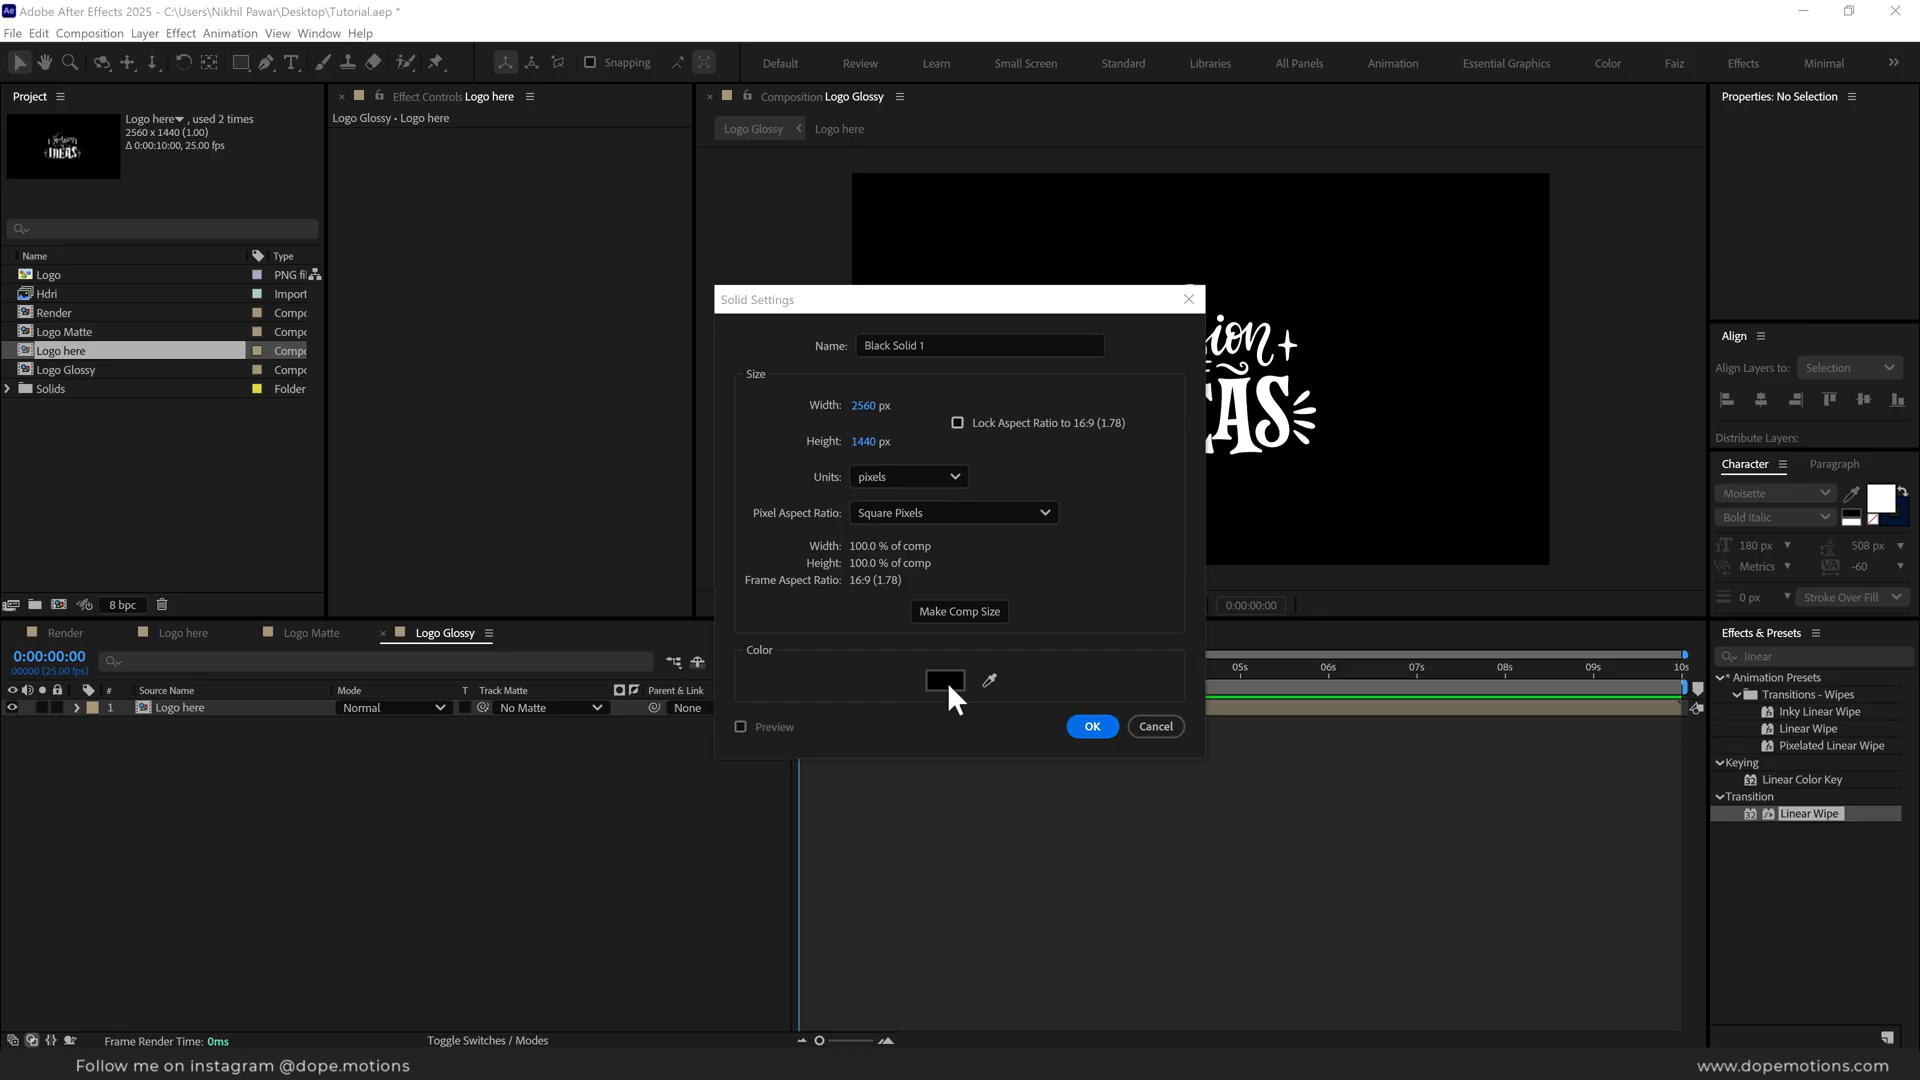 Adobe After Effects 2025 - C:\Users\Nikhil Pawar\Desktop\Tutorial.aep *
File Edit Composition Layer Effect Animation View Window Help
Snapping
Default Review Learn Small Screen Standard Libraries All Panels Animation Essential Graphics Color Faiz Effects Minimal
Project
Logo here , used 2 times
2560 x 1440 (1.00)
Δ 0:00:10:00, 25.00 fps
Name Type
Logo PNG fil
Hdri Import
Render Compo
Logo Matte Compo
Logo here Compo
Logo Glossy Compo
Solids Folder
8 bpc
Effect Controls Logo here
Logo Glossy • Logo here
Composition Logo Glossy
Logo Glossy Logo here
IDEAS
sion
EAS
0:00:00:00
Solid Settings
Name: Black Solid 1
Size
Width: 2560 px
Lock Aspect Ratio to 16:9 (1.78)
Height: 1440 px
Units: pixels
Pixel Aspect Ratio: Square Pixels
Width: 100.0 % of comp
Height: 100.0 % of comp
Frame Aspect Ratio: 16:9 (1.78)
Make Comp Size
Color
Preview
OK Cancel
Properties: No Selection
Align
Align Layers to: Selection
Distribute Layers:
Character Paragraph
Moisette
Bold Italic
180 px 508 px
Metrics -60
0 px Stroke Over Fill
Effects & Presets
linear
* Animation Presets
Transitions - Wipes
Inky Linear Wipe
Linear Wipe
Pixelated Linear Wipe
Keying
32 Linear Color Key
Transition
32 Linear Wipe
Render Logo here Logo Matte Logo Glossy
0:00:00:00
00000 (25.00 fps)
# Source Name Mode T Track Matte Parent & Link
1 Logo here Normal No Matte None
05s 06s 07s 08s 09s 10s
Frame Render Time: 0ms
Toggle Switches / Modes
Follow me on instagram @dope.motions
www.dopemotions.com